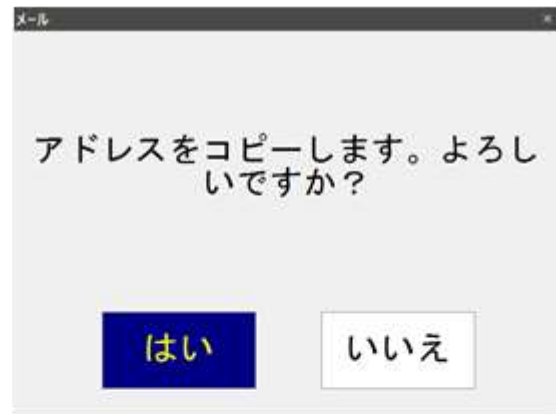 メール
アドレスをコピーします。よろし
いですか？
はい
いいえ